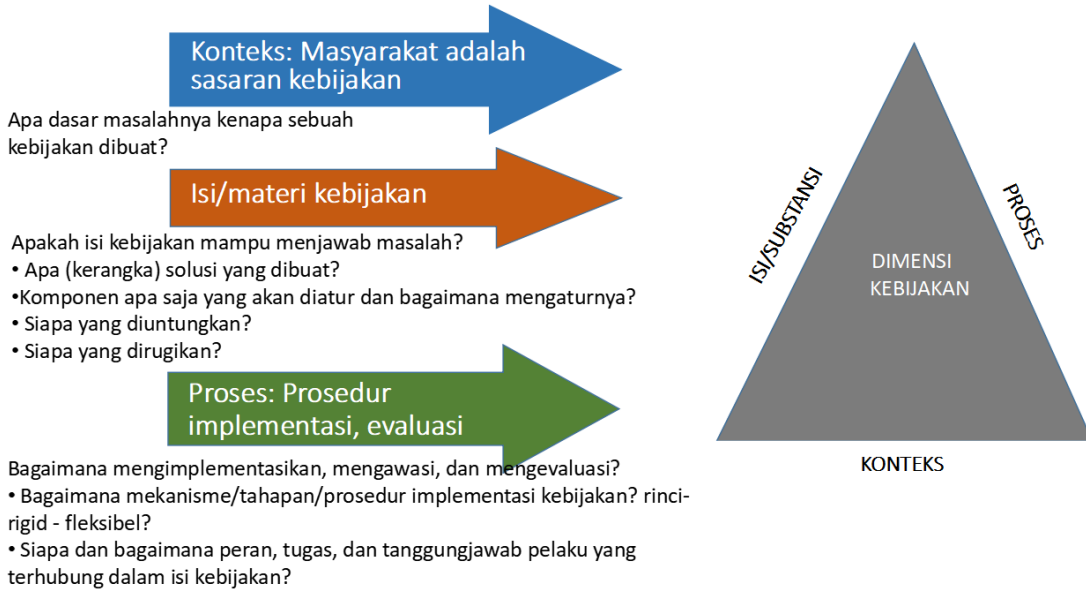 Konteks: Masyarakat adalah
sasaran kebijakan
Apa dasar masalahnya kenapa sebuah
kebijakan dibuat?
Isi/materi kebijakan
Apakah isi kebijakan mampu menjawab masalah?
• Apa (kerangka) solusi yang dibuat?
•Komponen apa saja yang akan diatur dan bagaimana mengaturnya?
• Siapa yang diuntungkan?
• Siapa yang dirugikan?
Proses: Prosedur
implementasi, evaluasi
Bagaimana mengimplementasikan, mengawasi, dan mengevaluasi?
• Bagaimana mekanisme/tahapan/prosedur implementasi kebijakan? rinci-
rigid - fleksibel?
• Siapa dan bagaimana peran, tugas, dan tanggungjawab pelaku yang
terhubung dalam isi kebijakan?
ISI/SUBSTANSI
PROSES
DIMENSI
KEBIJAKAN
KONTEKS